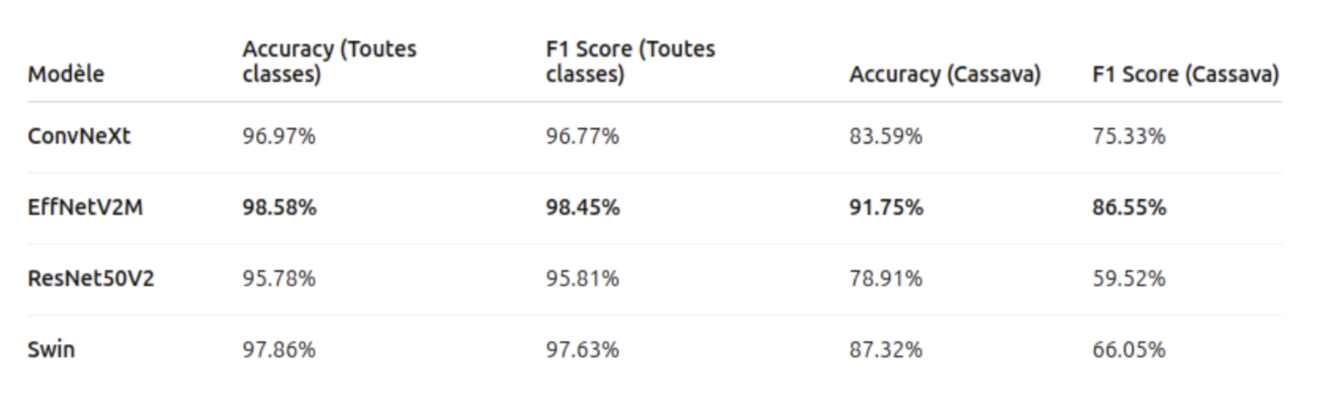 Modèle Accuracy (Toutes classes) F1 Score (Toutes classes) Accuracy (Cassava) F1 Score (Cassava)
ConvNeXt 96.97% 96.77% 83.59% 75.33%
EffNetV2M 98.58% 98.45% 91.75% 86.55%
ResNet50V2 95.78% 95.81% 78.91% 59.52%
Swin 97.86% 97.63% 87.32% 66.05%